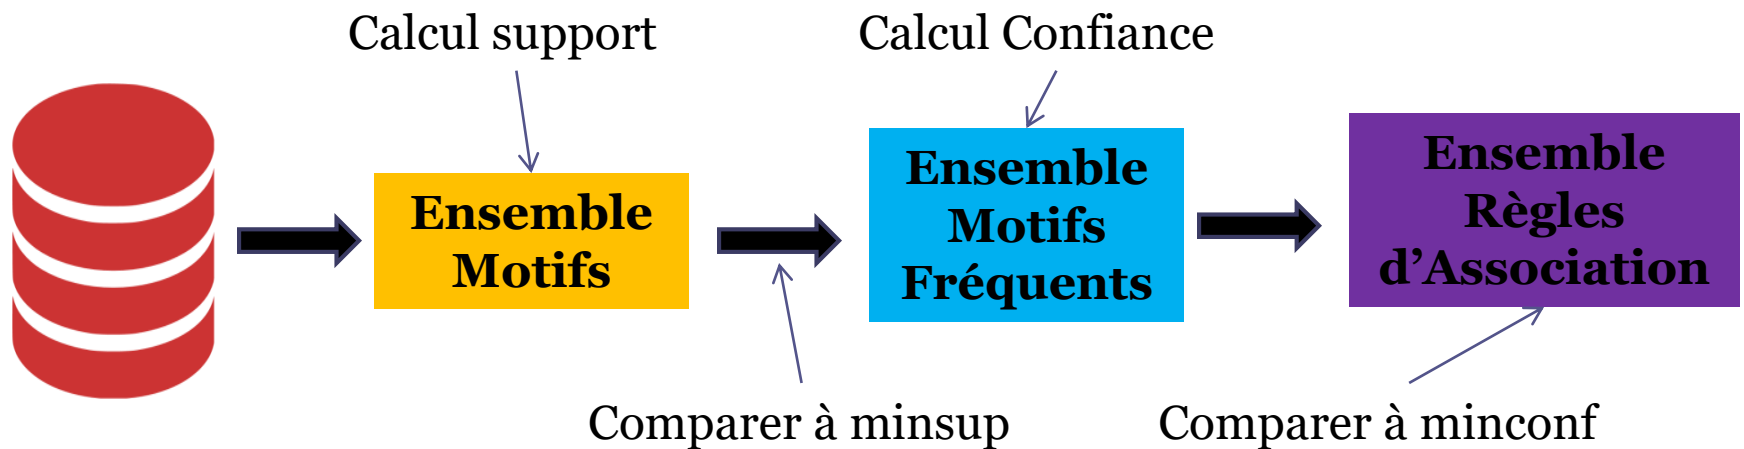 Calcul support
Calcul Confiance
Ensemble
Motifs
Ensemble
Motifs
Fréquents
Ensemble
Règles
d’Association
Comparer à minsup
Comparer à minconf